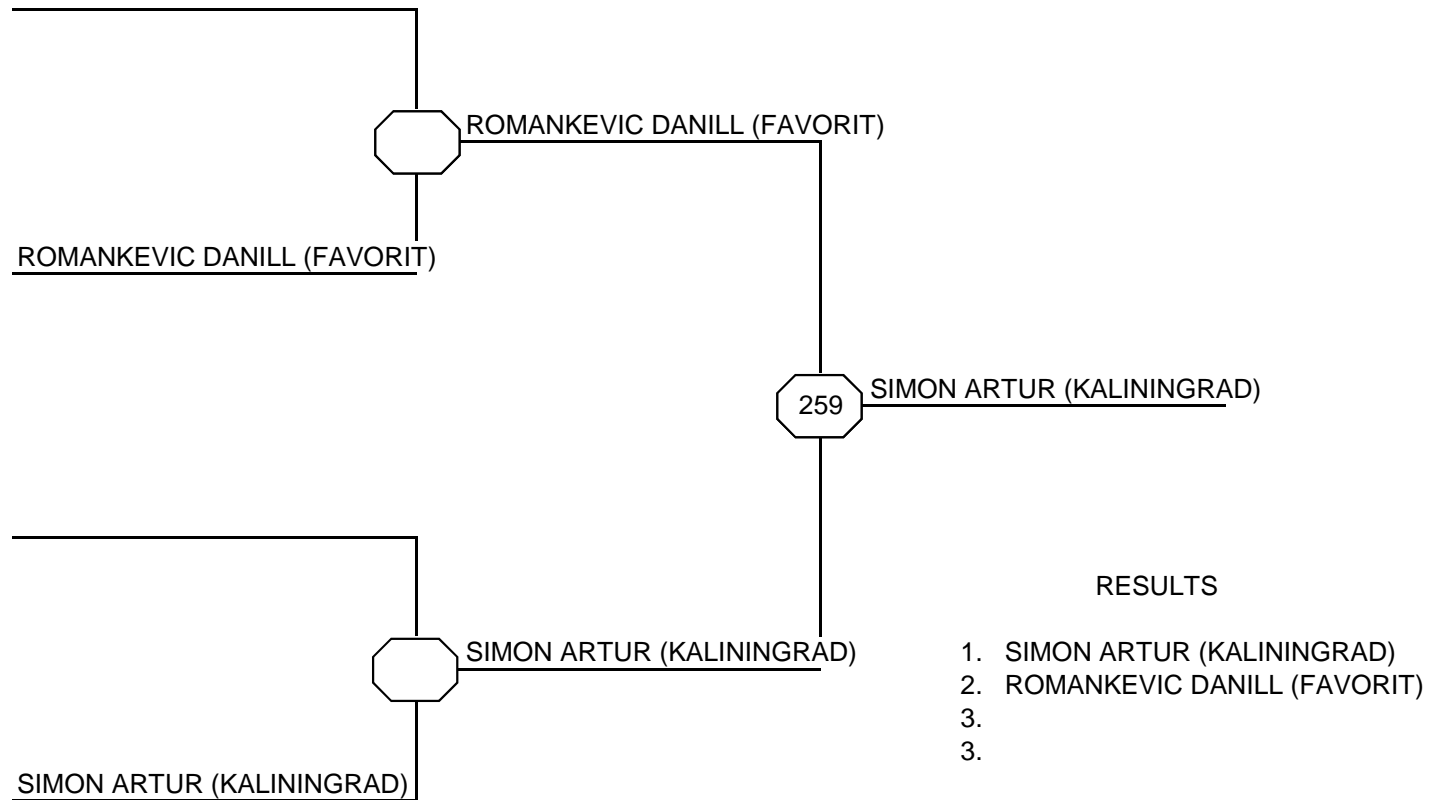 ROMANKEVIC DANILL (FAVORIT)
ROMANKEVIC DANILL (FAVORIT)
259
SIMON ARTUR (KALININGRAD)
RESULTS
SIMON ARTUR (KALININGRAD)
1. SIMON ARTUR (KALININGRAD)
2. ROMANKEVIC DANILL (FAVORIT)
3.
3.
SIMON ARTUR (KALININGRAD)